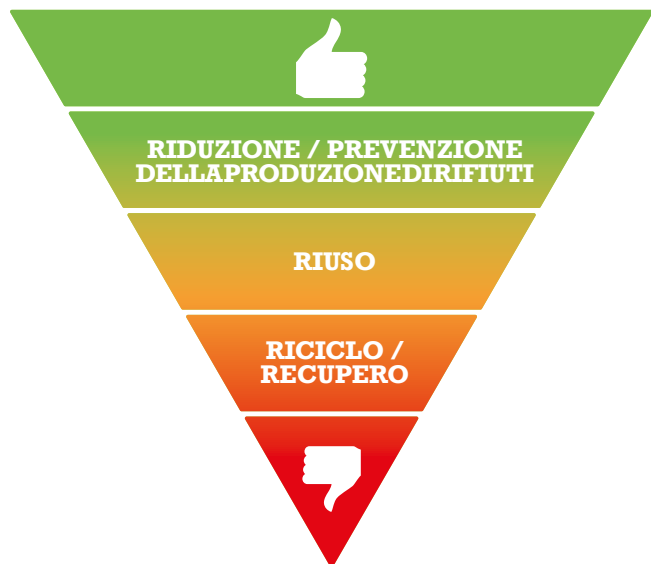 RIDUZIONE / PREVENZIONE
DELLAPRODUZIONEDIRIFIUTI
RIUSO
RICICLO /
RECUPERO